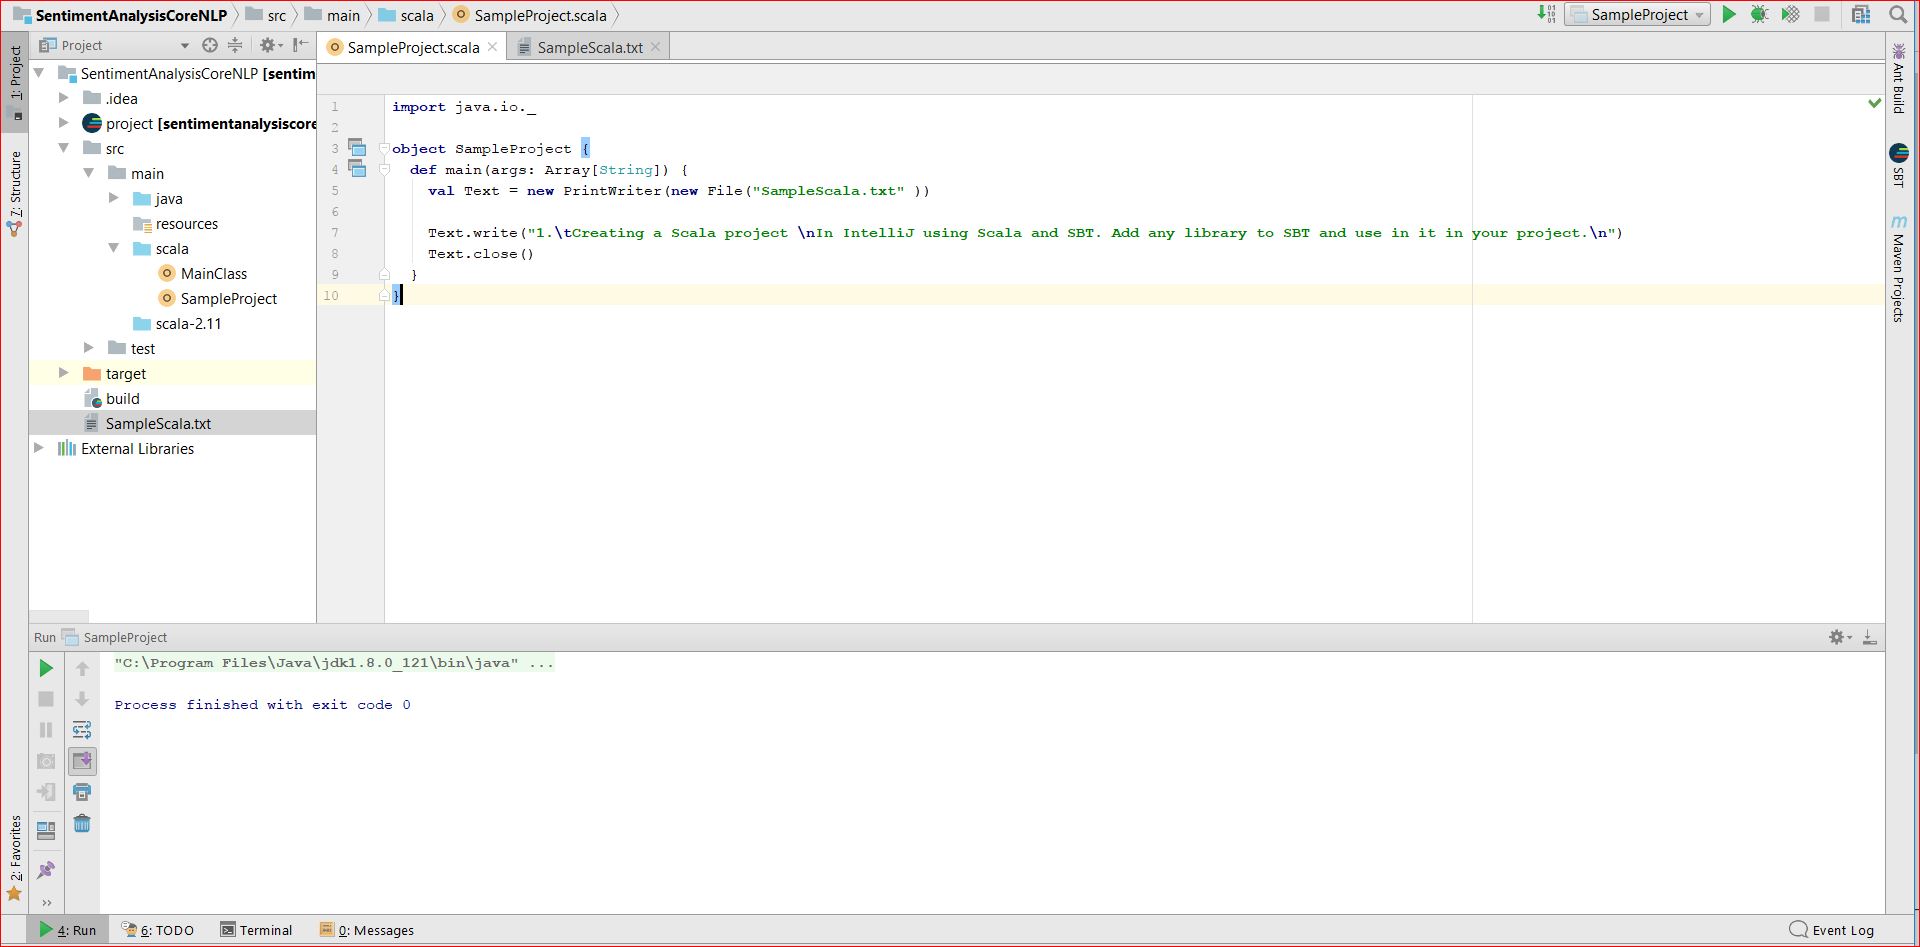 SentimentAnalysisCoreNLP src main scala SampleProject.scala SampleProject
Project SampleProject.scala SampleScala.txt
1: Project
7: Structure
2: Favorites
SentimentAnalysisCoreNLP [sentim
.idea
project [sentimentanalysiscore
src
main
java
resources
scala
MainClass
SampleProject
scala-2.11
test
target
build
SampleScala.txt
External Libraries
1 import java.io._
2
3 object SampleProject {
4 def main(args: Array[String]) {
5 val Text = new PrintWriter(new File("SampleScala.txt" ))
6
7 Text.write("1.\tCreating a Scala project \nIn IntelliJ using Scala and SBT. Add any library to SBT and use in it in your project.\n")
8 Text.close()
9 }
10 }
Ant Build
SBT
Maven Projects
Run SampleProject
"C:\Program Files\Java\jdk1.8.0_121\bin\java" ...
Process finished with exit code 0
4: Run 6: TODO Terminal 0: Messages Event Log